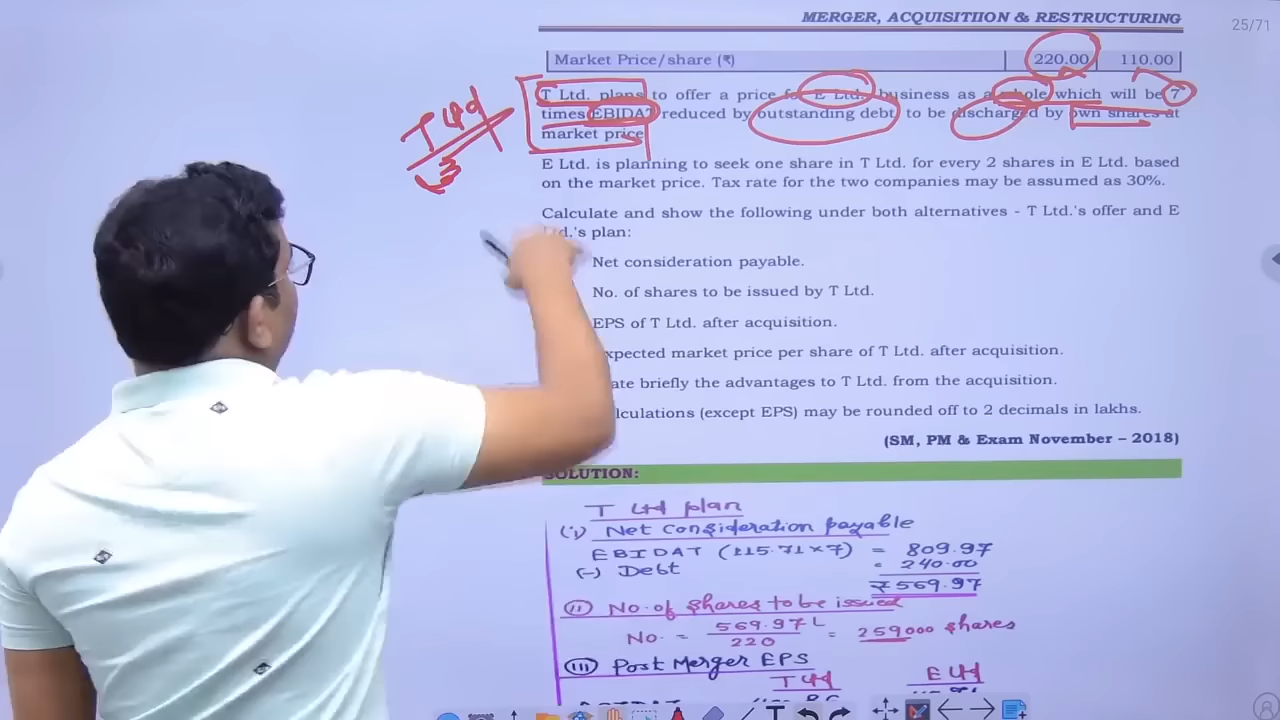 MERGER, ACQUISITIION & RESTRUCTURING
25/71
Market Price/share (₹) 220.00 110.00
T Ltd. plans to offer a price for E Ltd. business as a whole which will be 7
times EBIDAT reduced by outstanding debt, to be discharged by own shares at
market price
T Ltd
E Ltd. is planning to seek one share in T Ltd. for every 2 shares in E Ltd. based
on the market price. Tax rate for the two companies may be assumed as 30%.
Calculate and show the following under both alternatives - T Ltd.'s offer and E
Ltd.'s plan:
Net consideration payable.
No. of shares to be issued by T Ltd.
EPS of T Ltd. after acquisition.
xpected market price per share of T Ltd. after acquisition.
ate briefly the advantages to T Ltd. from the acquisition.
lculations (except EPS) may be rounded off to 2 decimals in lakhs.
(SM, PM & Exam November – 2018)
SOLUTION:
T Ltd plan
(i) Net Consideration payable
EBIDAT (115.71×7) = 809.97
(-) Debt 240.00
₹569.97
(ii) No. of shares to be issued
No. = 569.97L / 220 = 259000 shares
(iii) Post Merger EPS
T Ltd E Ltd